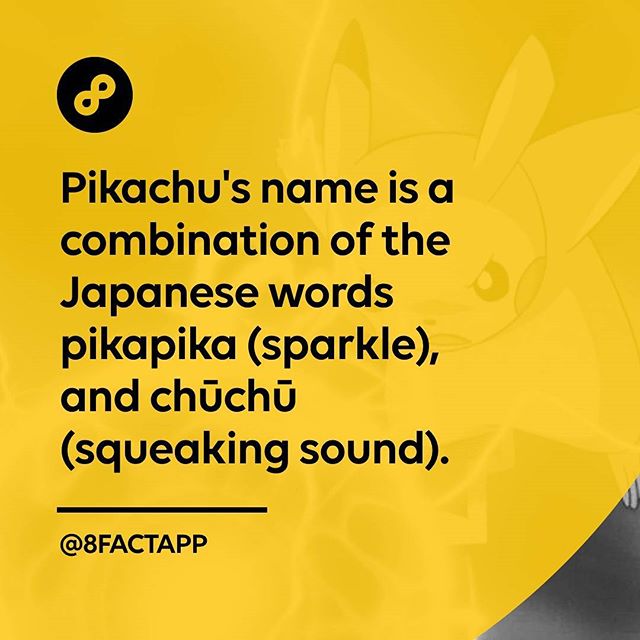 Pikachu's name is a
combination of the
Japanese words
pikapika (sparkle),
and chūchū
(squeaking sound).
@8FACTAPP